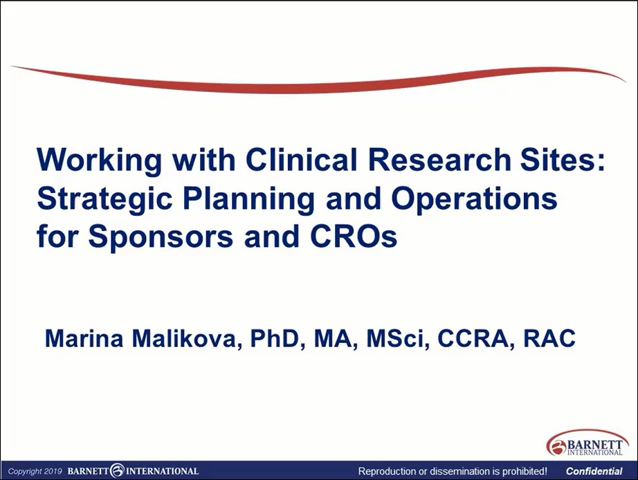 Working with Clinical Research Sites:
Strategic Planning and Operations
for Sponsors and CROs
Marina Malikova, PhD, MA, MSci, CCRA, RAC
BARNETT
INTERNATIONAL
Copyright 2019 BARNETT INTERNATIONAL Reproduction or dissemination is prohibited! Confidential